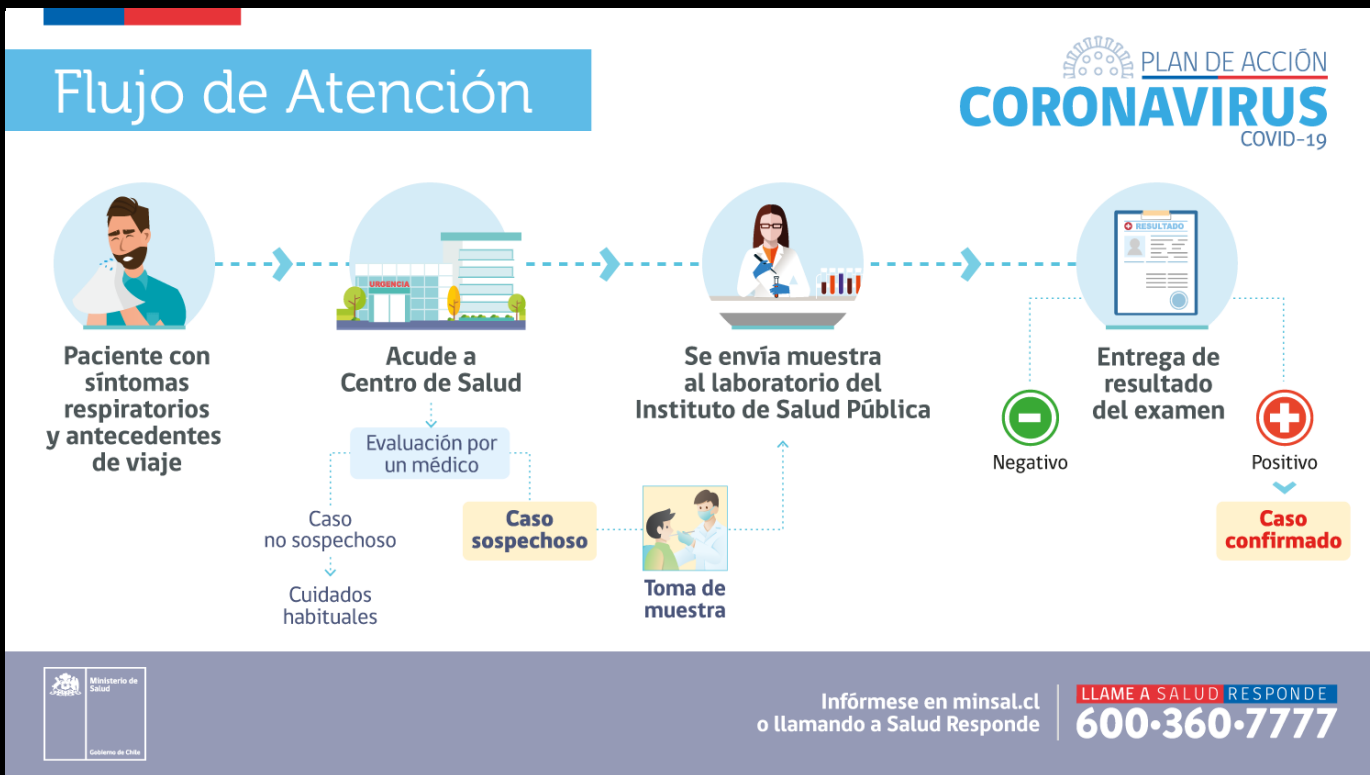 Flujo de Atención
PLAN DE ACCIÓN
CORONAVIRUS
COVID-19
URGENCIA
RESULTADO
Paciente con
síntomas
respiratorios
y antecedentes
de viaje
Acude a
Centro de Salud
Evaluación por
un médico
Caso
no sospechoso
Cuidados
habituales
Caso
sospechoso
Toma de
muestra
Se envía muestra
al laboratorio del
Instituto de Salud Pública
Entrega de
resultado
del examen
Negativo
Positivo
Caso
confirmado
Ministerio de
Salud
Gobierno de Chile
Infórmese en minsal.cl
o llamando a Salud Responde
LLAME A SALUD RESPONDE
600•360•7777